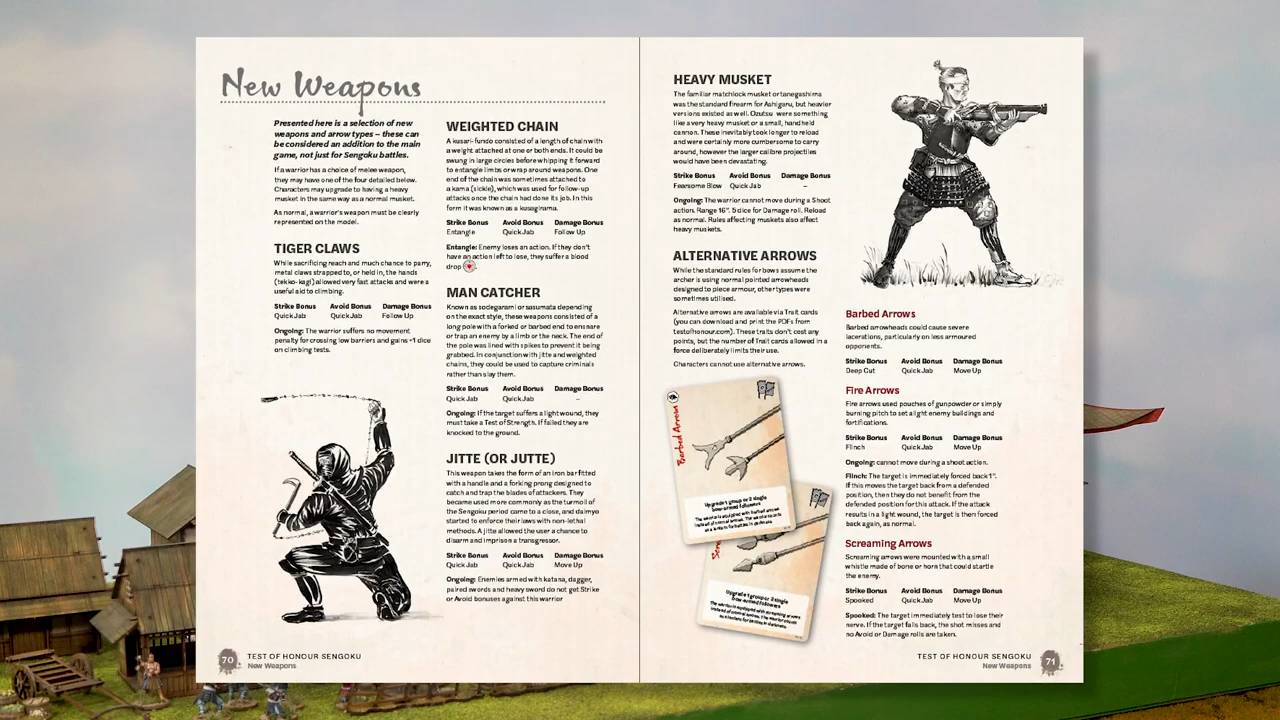 New Weapons
Presented here is a selection of new
weapons and arrow types – these can
be considered an addition to the main
game, not just for Sengoku battles.
If a warrior has a choice of melee weapon,
they may have one of the four detailed below.
Characters may upgrade to having a heavy
musket in the same way as a normal musket.
As normal, a warrior's weapon must be clearly
represented on the model.
TIGER CLAWS
While sacrificing reach and much chance to parry,
metal claws strapped to, or held in, the hands
(tekko-kagi) allowed very fast attacks and were a
useful aid to climbing.
Strike Bonus Avoid Bonus Damage Bonus
Quick Jab Quick Jab Follow Up
Ongoing: The warrior suffers no movement
penalty for crossing low barriers and gains +1 dice
on climbing tests.
WEIGHTED CHAIN
A kusari-fundo consisted of a length of chain with
a weight attached at one or both ends. It could be
swung in large circles before whipping it forward
to entangle limbs or wrap around weapons. One
end of the chain was sometimes attached to
a kama (sickle), which was used for follow-up
attacks once the chain had done its job. In this
form it was known as a kusarigama.
Strike Bonus Avoid Bonus Damage Bonus
Entangle Quick Jab Follow Up
Entangle: Enemy loses an action. If they don't
have an action left to lose, they suffer a blood
drop .
MAN CATCHER
Known as sodegarami or sasumata depending
on the exact style, these weapons consisted of a
long pole with a forked or barbed end to ensnare
or trap an enemy by a limb or the neck. The end of
the pole was lined with spikes to prevent it being
grabbed. In conjunction with jitte and weighted
chains, they could be used to capture criminals
rather than slay them.
Strike Bonus Avoid Bonus Damage Bonus
Quick Jab Quick Jab –
Ongoing: If the target suffers a light wound, they
must take a Test of Strength. If failed they are
knocked to the ground.
JITTE (OR JUTTE)
This weapon takes the form of an iron bar fitted
with a handle and a forking prong designed to
catch and trap the blades of attackers. They
became used more commonly as the turmoil of
the Sengoku period came to a close, and daimyo
started to enforce their laws with non-lethal
methods. A jitte allowed the user a chance to
disarm and imprison a transgressor.
Strike Bonus Avoid Bonus Damage Bonus
Quick Jab Quick Jab Move Up
Ongoing: Enemies armed with katana, dagger,
paired swords and heavy sword do not get Strike
or Avoid bonuses against this warrior
70 TEST OF HONOUR SENGOKU
New Weapons
HEAVY MUSKET
The familiar matchlock musket or tanegashima
was the standard firearm for Ashigaru, but heavier
versions existed as well. Ozutsu were something
like a very heavy musket or a small, handheld
cannon. These inevitably took longer to reload
and were certainly more cumbersome to carry
around, however the larger calibre projectiles
would have been devastating.
Strike Bonus Avoid Bonus Damage Bonus
Fearsome Blow Quick Jab –
Ongoing: The warrior cannot move during a Shoot
action. Range 16". 5 dice for Damage roll. Reload
as normal. Rules affecting muskets also affect
heavy muskets.
ALTERNATIVE ARROWS
While the standard rules for bows assume the
archer is using normal pointed arrowheads
designed to pierce armour, other types were
sometimes utilised.
Alternative arrows are available via Trait cards
(you can download and print the PDFs from
testofhonour.com). These traits don't cost any
points, but the number of Trait cards allowed in a
force deliberately limits their use.
Characters cannot use alternative arrows.
Barbed Arrows
Upgrade 1 group or 2 single
bow-armed followers
Upgrade 1 group or 2 single
bow-armed followers
Barbed Arrows
Barbed arrowheads could cause severe
lacerations, particularly on less armoured
opponents.
Strike Bonus Avoid Bonus Damage Bonus
Deep Cut Quick Jab Move Up
Fire Arrows
Fire arrows used pouches of gunpowder or simply
burning pitch to set alight enemy buildings and
fortifications.
Strike Bonus Avoid Bonus Damage Bonus
Flinch Quick Jab Move Up
Ongoing: cannot move during a shoot action.
Flinch: The target is immediately forced back 1".
If this moves the target back from a defended
position, then they do not benefit from the
defended position for this attack. If the attack
results in a light wound, the target is then forced
back again, as normal.
Screaming Arrows
Screaming arrows were mounted with a small
whistle made of bone or horn that could startle
the enemy.
Strike Bonus Avoid Bonus Damage Bonus
Spooked Quick Jab Move Up
Spooked: The target immediately test to lose their
nerve. If the target falls back, the shot misses and
no Avoid or Damage rolls are taken.
TEST OF HONOUR SENGOKU 71
New Weapons